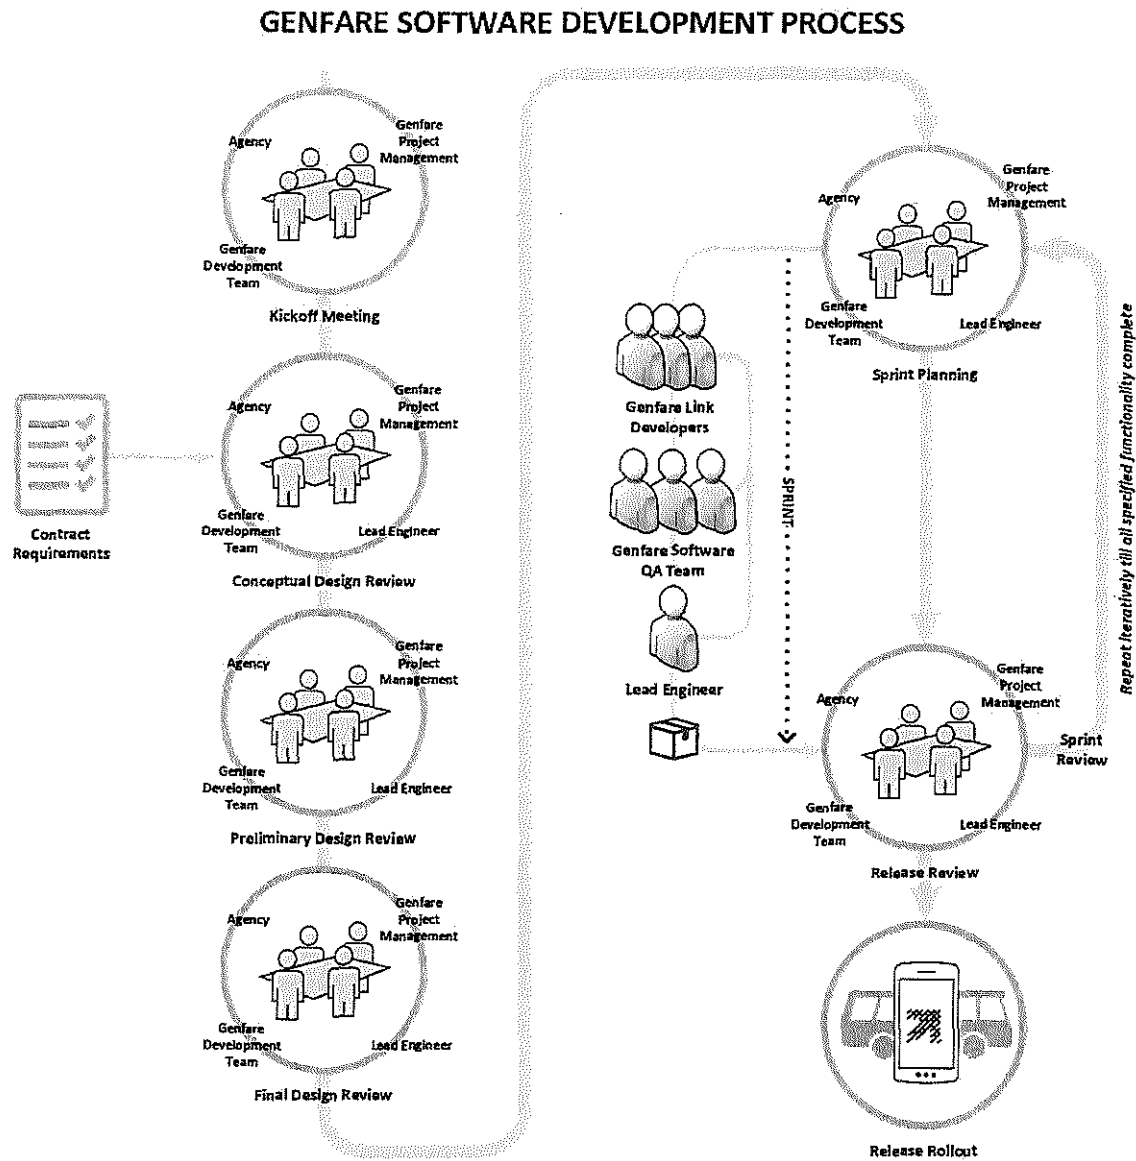 GENFARE SOFTWARE DEVELOPMENT PROCESS
Agency
Genfare
Project
Management
Genfare
Development
Team
Kickoff Meeting
Agency
Genfare
Project
Management
Genfare
Development
Team
Lead Engineer
Conceptual Design Review
Contract
Requirements
Agency
Genfare
Project
Management
Genfare
Development
Team
Lead Engineer
Preliminary Design Review
Agency
Genfare
Project
Management
Genfare
Development
Team
Lead Engineer
Final Design Review
Agency
Genfare
Project
Management
Genfare
Development
Team
Lead Engineer
Sprint Planning
Genfare Link
Developers
Genfare Software
QA Team
Lead Engineer
SPRINT
Repeat iteratively till all specified functionality complete
Agency
Genfare
Project
Management
Genfare
Development
Team
Lead Engineer
Sprint
Review
Release Review
Release Rollout